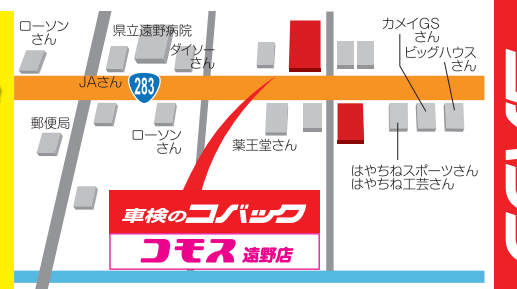 ローソン
さん
県立遠野病院
ダイソー
さん
カメイGS
さん
ビッグハウス
さん
JAさん
283
郵便局
ローソン
さん
薬王堂さん
はやちねスポーツさん
はやちね工芸さん
車検のコバック
コモス 遠野店